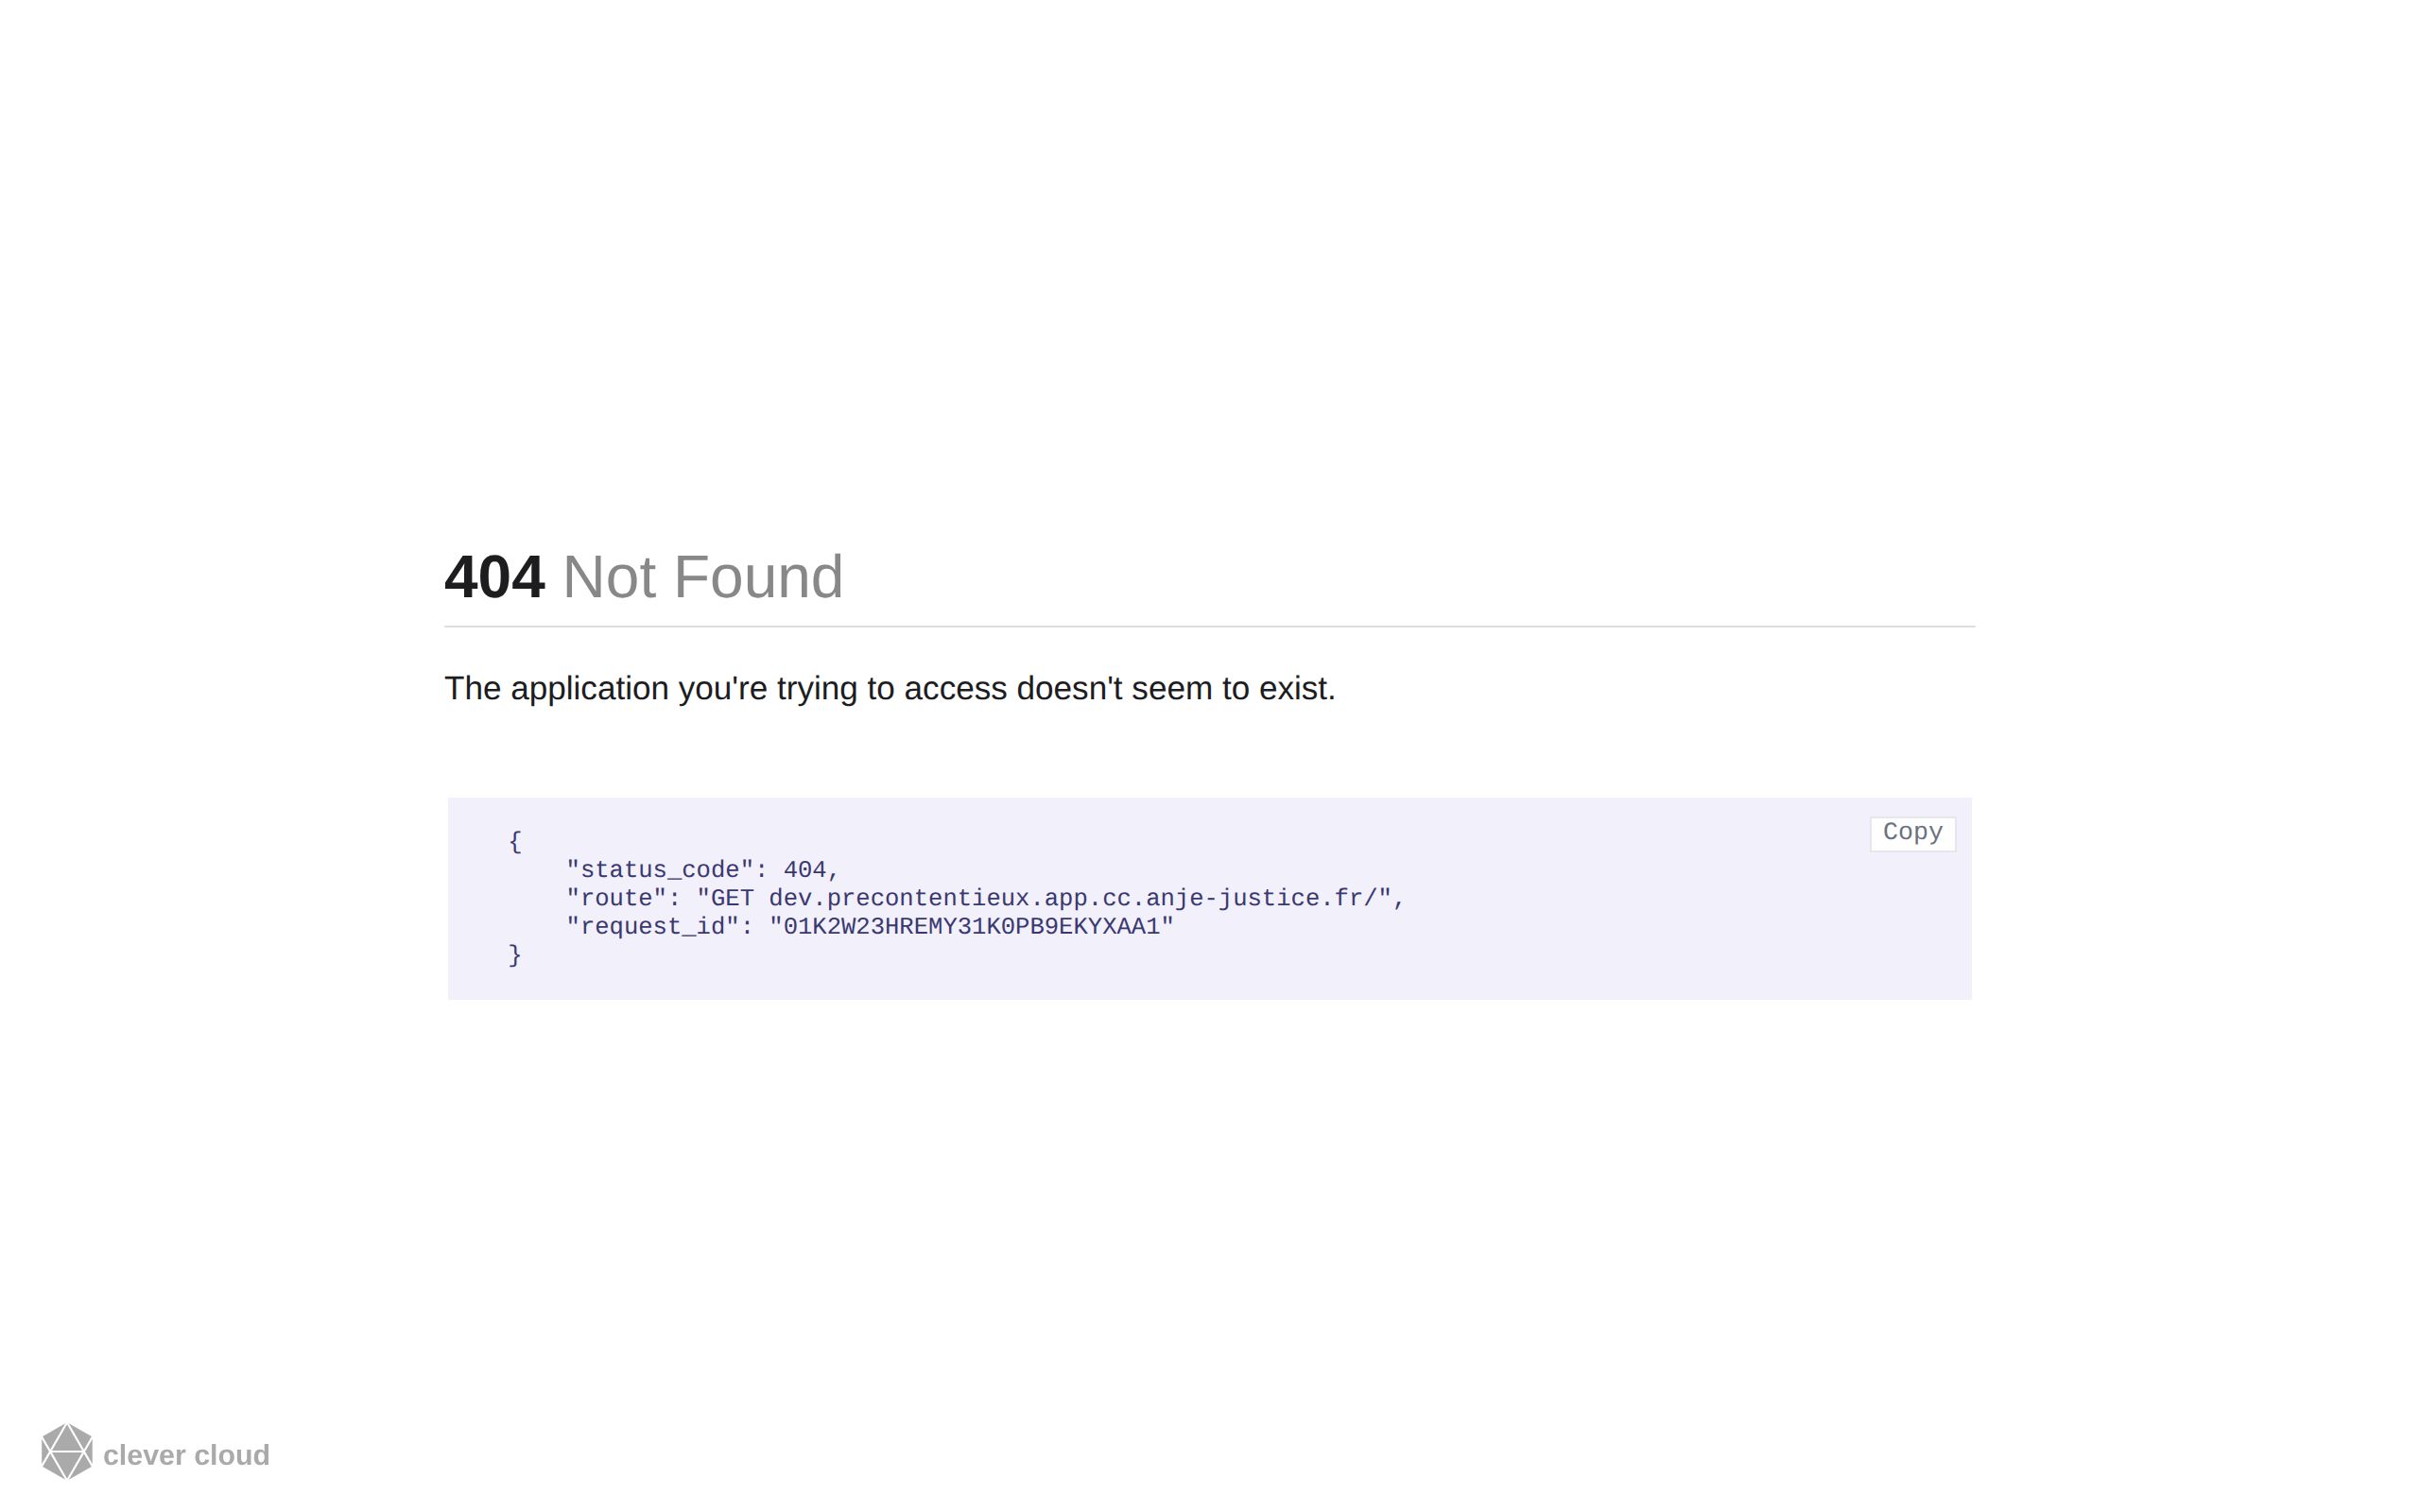 404 Not Found
The application you're trying to access doesn't seem to exist.
Copy
{
"status_code": 404,
"route": "GET dev.precontentieux.app.cc.anje-justice.fr/",
"request_id": "01K2W23HREMY31K0PB9EKYXAA1"
}
clever cloud